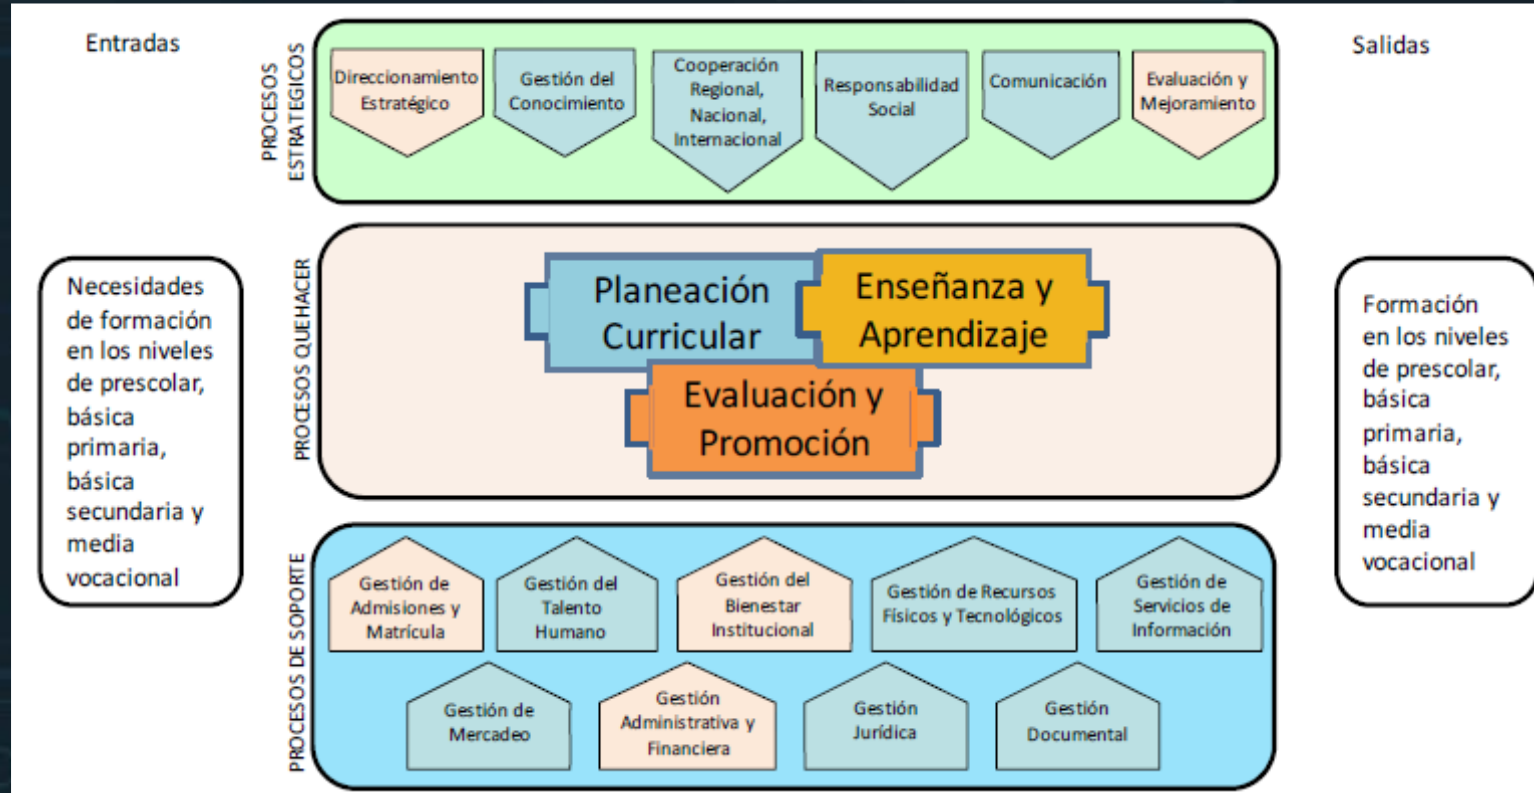 Entradas
Salidas
PROCESOS
ESTRATEGICOS
Direccionamiento
Estratégico
Gestión del
Conocimiento
Cooperación
Regional,
Nacional,
Internacional
Responsabilidad
Social
Comunicación
Evaluación y
Mejoramiento
Necesidades
de formación
en los niveles
de prescolar,
básica
primaria,
básica
secundaria y
media
vocacional
PROCESOS QUEHACER
Planeación
Curricular
Enseñanza y
Aprendizaje
Evaluación y
Promoción
Formación
en los niveles
de prescolar,
básica
primaria,
básica
secundaria y
media
vocacional
PROCESOS DE SOPORTE
Gestión de
Admisiones y
Matrícula
Gestión del
Talento
Humano
Gestión del
Bienestar
Institucional
Gestión de Recursos
Físicos y Tecnológicos
Gestión de
Servicios de
Información
Gestión de
Mercadeo
Gestión
Administrativa y
Financiera
Gestión
Jurídica
Gestión
Documental